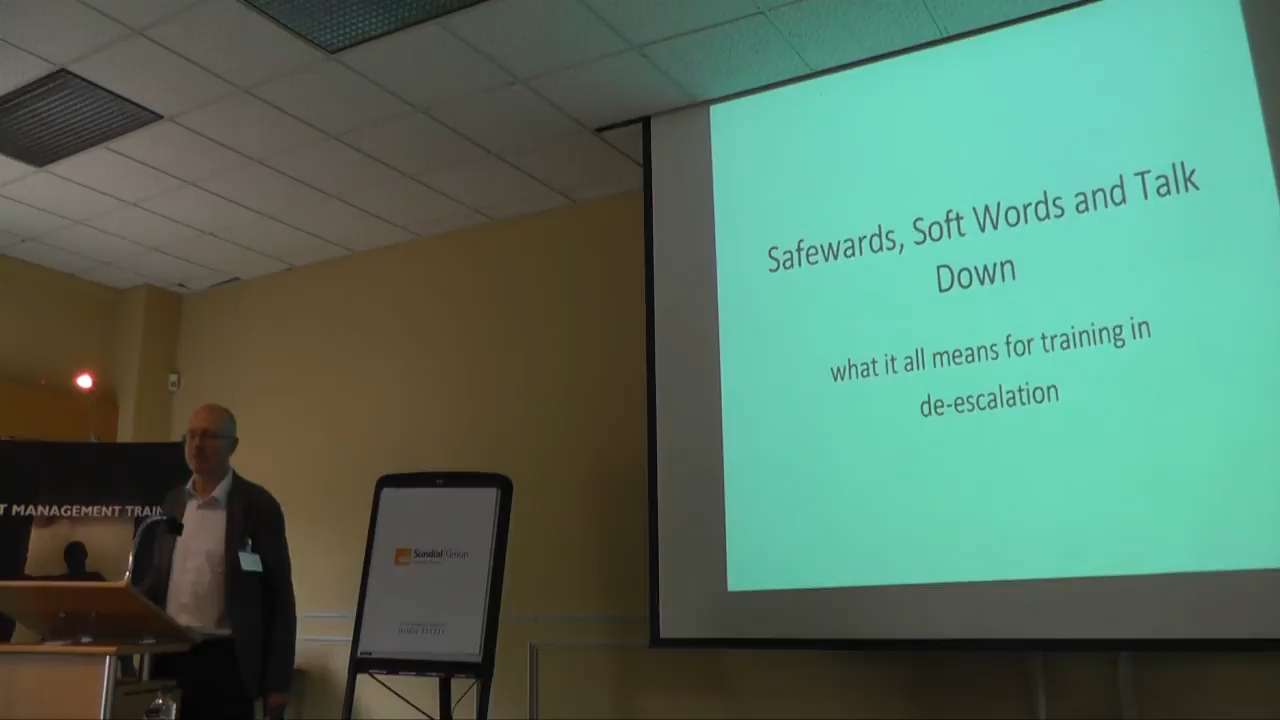 Safewards, Soft Words and Talk
Down
what it all means for training in
de-escalation
T MANAGEMENT TRAIN
Sundial Group